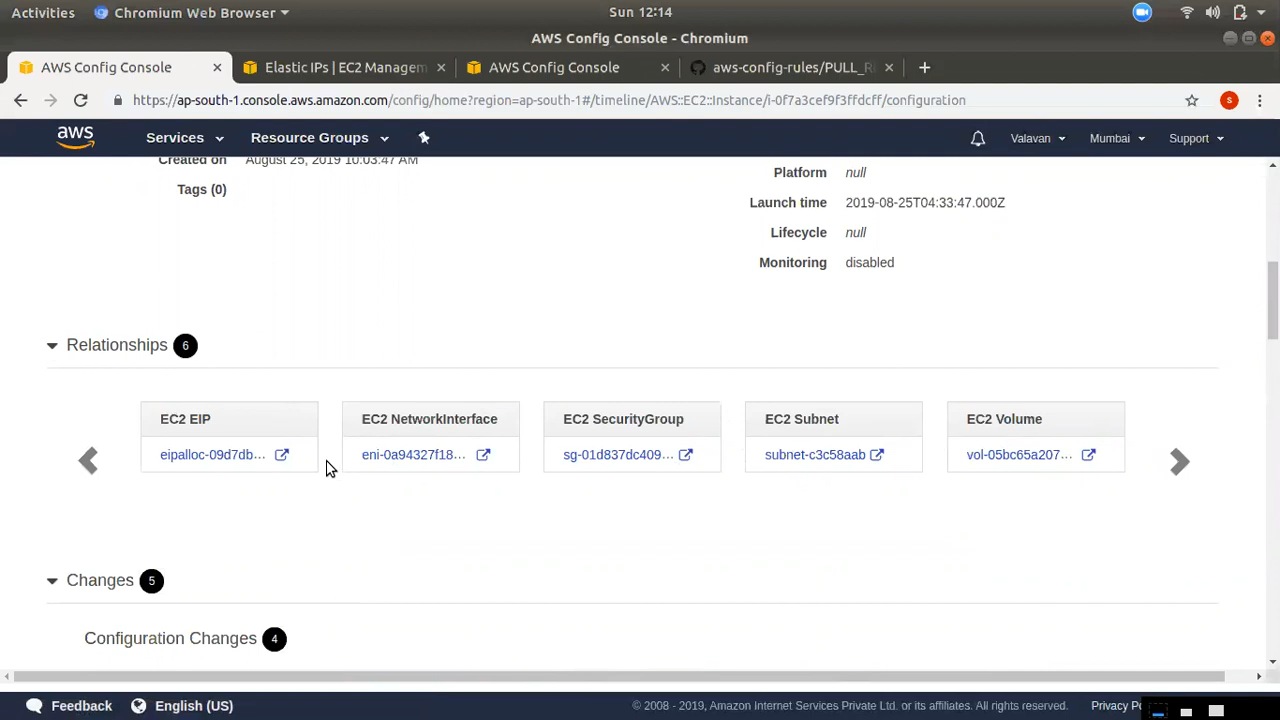 Activities Chromium Web Browser Sun 12:14
AWS Config Console - Chromium
AWS Config Console × Elastic IPs | EC2 Managem × AWS Config Console × aws-config-rules/PULL_R × +
https://ap-south-1.console.aws.amazon.com/config/home?region=ap-south-1#/timeline/AWS::EC2::Instance/i-0f7a3cef9f3ffdcff/configuration S
aws Services Resource Groups Valavan Mumbai Support
Created on August 25, 2019 10:03:47 AM
Platform null
Tags (0)
Launch time 2019-08-25T04:33:47.000Z
Lifecycle null
Monitoring disabled
Relationships 6
EC2 EIP EC2 NetworkInterface EC2 SecurityGroup EC2 Subnet EC2 Volume
eipalloc-09d7db... eni-0a94327f18... sg-01d837dc409... subnet-c3c58aab vol-05bc65a207...
Changes 5
Configuration Changes 4
Feedback English (US) © 2008 - 2019, Amazon Internet Services Private Ltd. or its affiliates. All rights reserved. Privacy Po